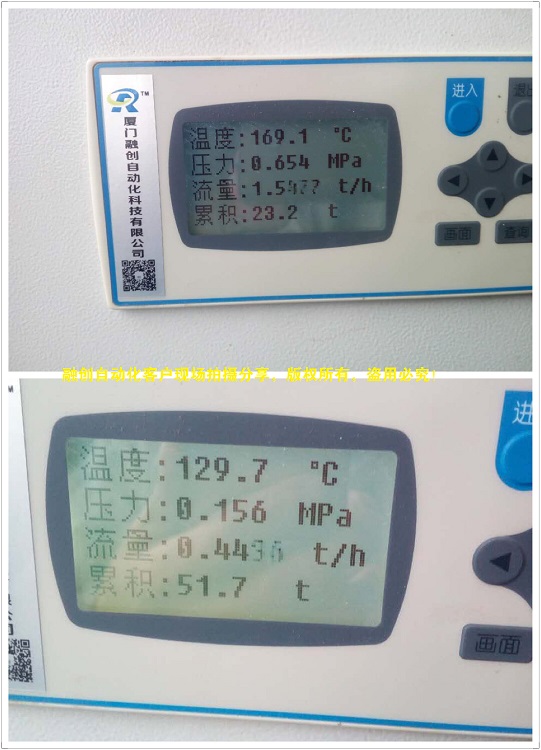 TM
厦门融创自动化科技有限公司
进入
温度:169.1 °C
压力:0.654 MPa
流量:1.5 t/h
累积:23.2 t
画面
查询
融创自动化客户现场拍摄分享，版权所有，盗用必究！
温度:129.7 °C
压力:0.156 MPa
流量:0.44 t/h
累积:51.7 t
画面